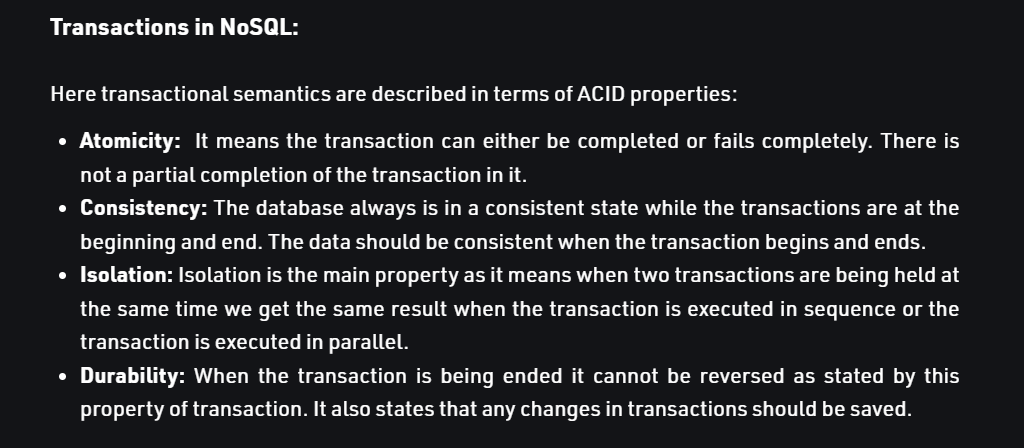 Transactions in NoSQL:
Here transactional semantics are described in terms of ACID properties:
• Atomicity: It means the transaction can either be completed or fails completely. There is
not a partial completion of the transaction in it.
• Consistency: The database always is in a consistent state while the transactions are at the
beginning and end. The data should be consistent when the transaction begins and ends.
• Isolation: Isolation is the main property as it means when two transactions are being held at
the same time we get the same result when the transaction is executed in sequence or the
transaction is executed in parallel.
• Durability: When the transaction is being ended it cannot be reversed as stated by this
property of transaction. It also states that any changes in transactions should be saved.